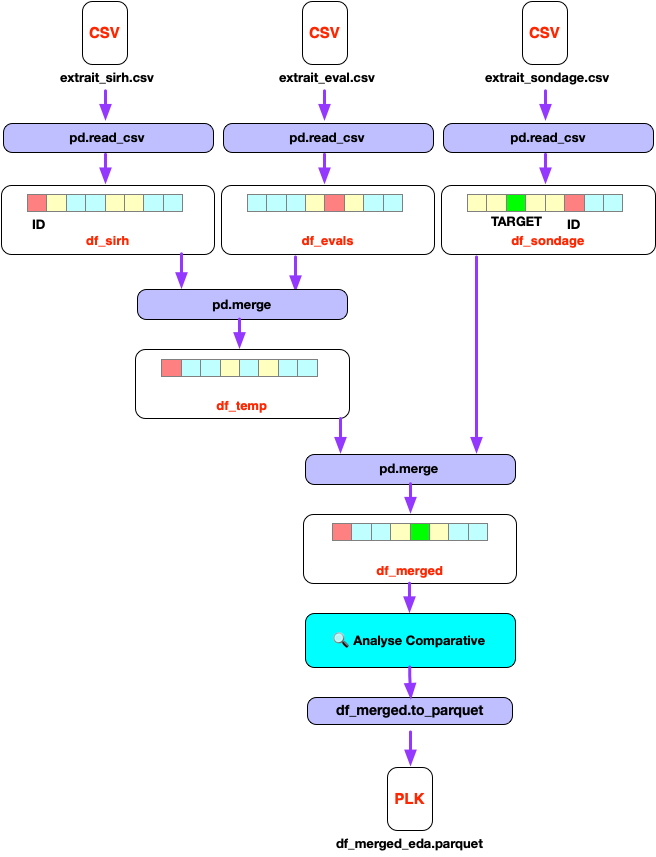 CSV
CSV
CSV
extrait_sirh.csv
extrait_eval.csv
extrait_sondage.csv
pd.read_csv
pd.read_csv
pd.read_csv
ID
df_sirh
df_evals
TARGET
ID
df_sondage
pd.merge
df_temp
pd.merge
df_merged
Analyse Comparative
df_merged.to_parquet
PLK
df_merged_eda.parquet